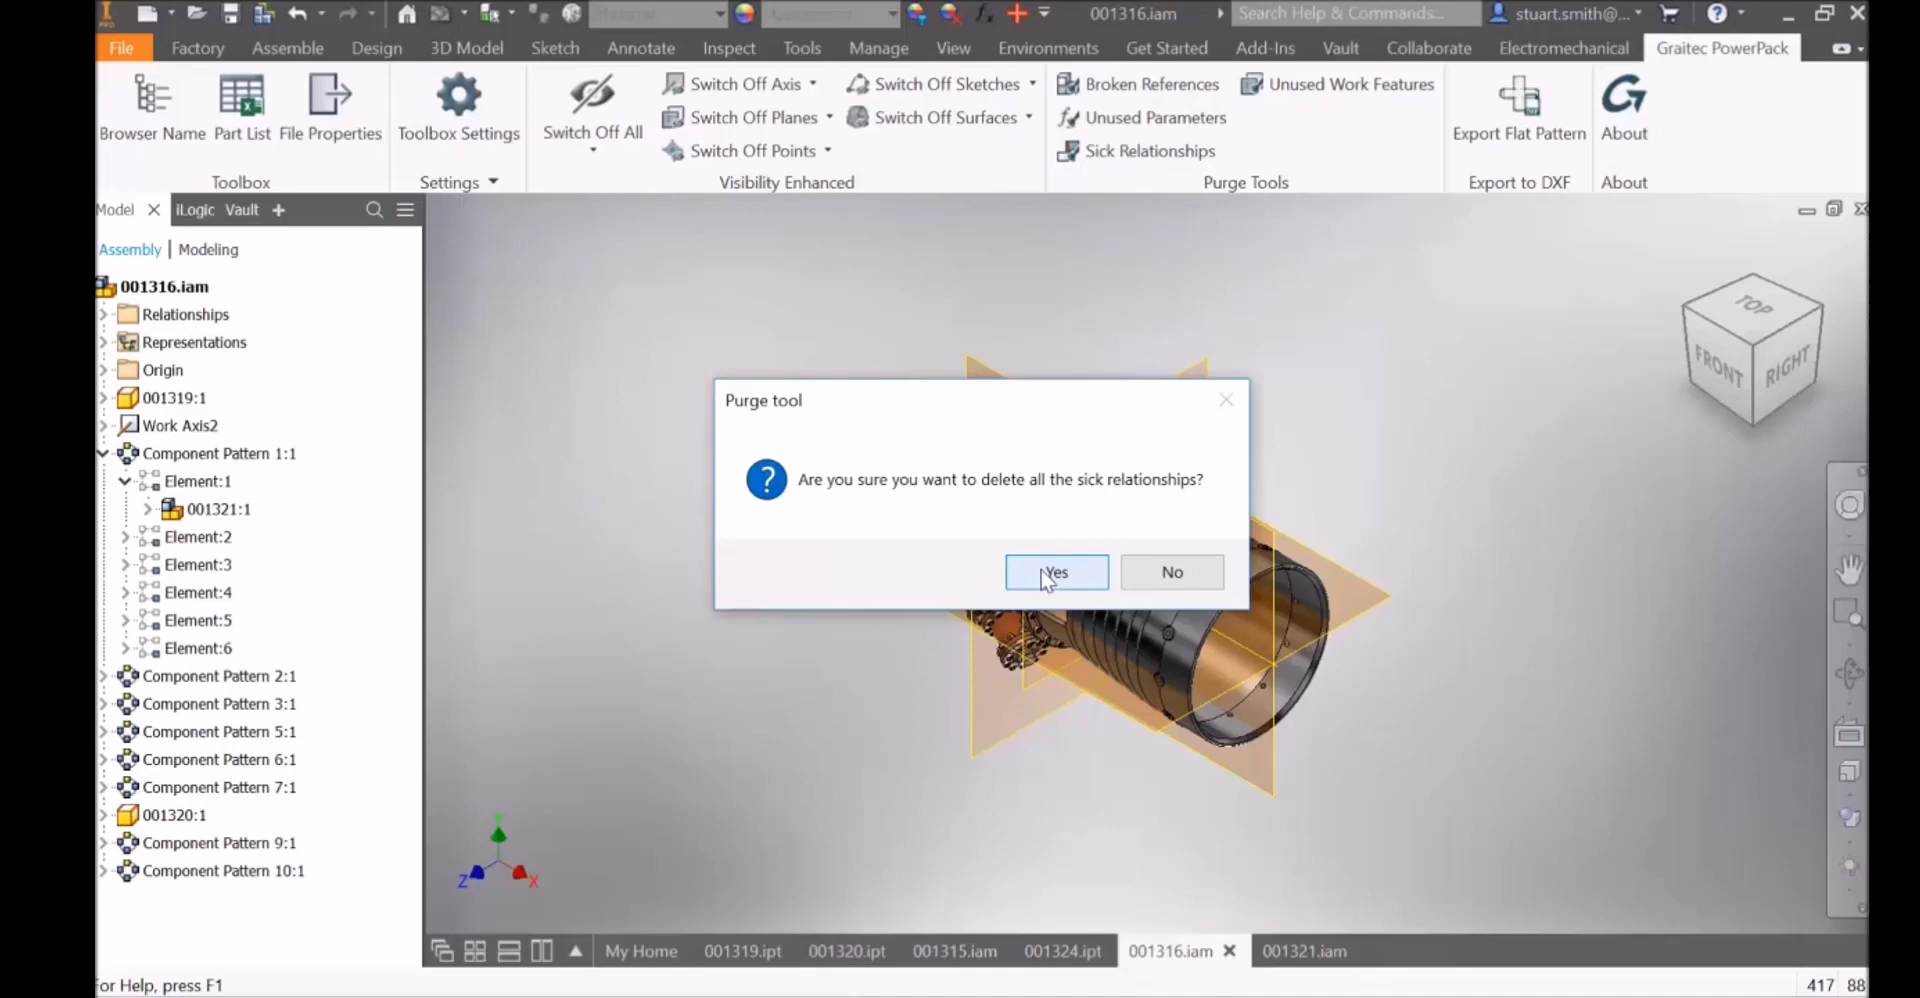 001316.iam
Search Help & Commands...
stuart.smith@...
File
Factory
Assemble
Design
3D Model
Sketch
Annotate
Inspect
Tools
Manage
View
Environments
Get Started
Add-Ins
Vault
Collaborate
Electromechanical
Graitec PowerPack
Browser Name
Part List
File Properties
Toolbox
Toolbox Settings
Settings
Switch Off All
Switch Off Axis
Switch Off Planes
Switch Off Points
Switch Off Sketches
Switch Off Surfaces
Visibility Enhanced
Broken References
Unused Parameters
Sick Relationships
Unused Work Features
Purge Tools
Export Flat Pattern
Export to DXF
About
About
Model
iLogic
Vault
Assembly | Modeling
001316.iam
Relationships
Representations
Origin
001319:1
Work Axis2
Component Pattern 1:1
Element:1
001321:1
Element:2
Element:3
Element:4
Element:5
Element:6
Component Pattern 2:1
Component Pattern 3:1
Component Pattern 5:1
Component Pattern 6:1
Component Pattern 7:1
001320:1
Component Pattern 9:1
Component Pattern 10:1
TOP
FRONT
RIGHT
Purge tool
Are you sure you want to delete all the sick relationships?
Yes
No
Z
X
My Home
001319.ipt
001320.ipt
001315.iam
001324.ipt
001316.iam
001321.iam
or Help, press F1
417
88